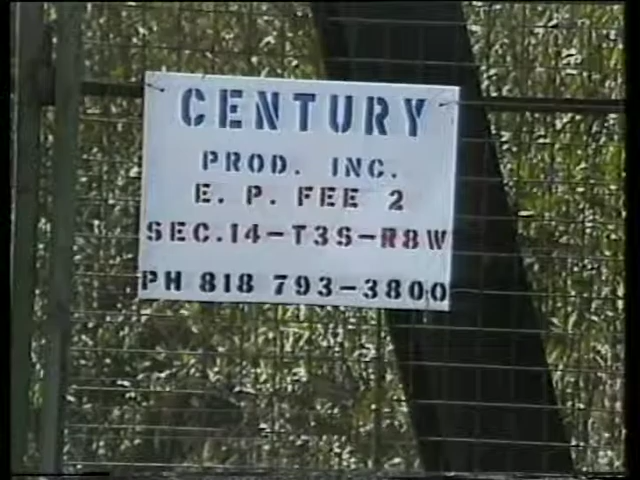 CENTURY
PROD. INC.
E. P. FEE 2
SEC.14-T3S-R8W
PH 818 793-3800